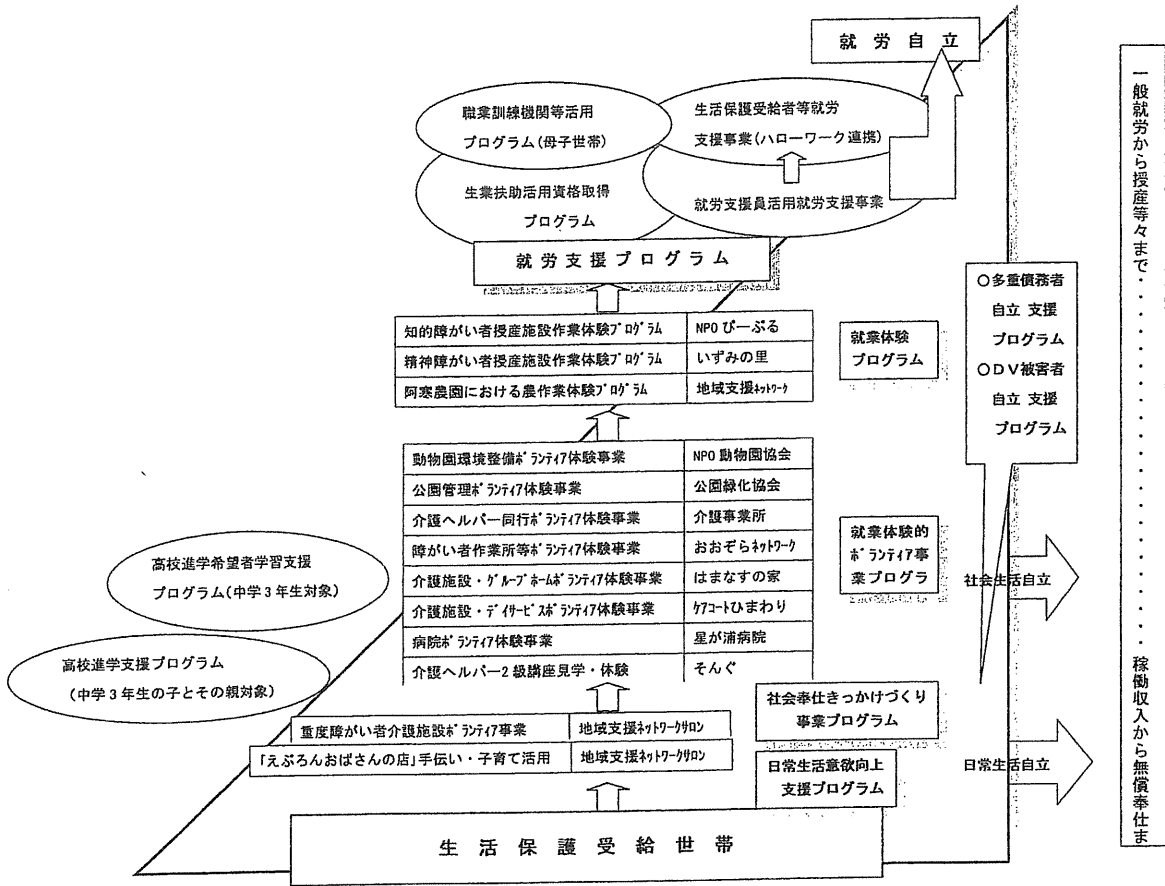 就労自立
職業訓練機関等活用
プログラム(母子世帯)
生活保護受給者等就労
支援事業(ハローワーク連携)
生業扶助活用資格取得
プログラム
就労支援員活用就労支援事業
就労支援プログラム
知的障がい者授産施設作業体験プログラム NPOぴーぷる
精神障がい者授産施設作業体験プログラム いずみの里
阿寒農園における農作業体験プログラム 地域支援ネットワーク
就業体験
プログラム
○多重債務者
自立 支援
プログラム
○DV被害者
自立 支援
プログラム
動物園環境整備ボランティア体験事業 NPO動物園協会
公園管理ボランティア体験事業 公園緑化協会
介護ヘルパー同行ボランティア体験事業 介護事業所
障がい者作業所等ボランティア体験事業 おおぞらネットワーク
介護施設・グループホームボランティア体験事業 はまなすの家
介護施設・デイサービスボランティア体験事業 ケアコートひまわり
病院ボランティア体験事業 星が浦病院
介護ヘルパー2級講座見学・体験 そんぐ
就業体験的
ボランティア事
業プログラ
高校進学希望者学習支援
プログラム(中学3年生対象)
高校進学支援プログラム
(中学3年生の子とその親対象)
社会生活自立
社会奉仕きっかけづくり
事業プログラム
重度障がい者介護施設ボランティア事業 地域支援ネットワークサロン
「えぷろんおばさんの店」手伝い・子育て活用 地域支援ネットワークサロン
日常生活意欲向上
支援プログラム
日常生活自立
生活保護受給世帯
一般就労から授産等々まで・・・・・・・・・・・・・・・・・・・稼働収入から無償奉仕ま